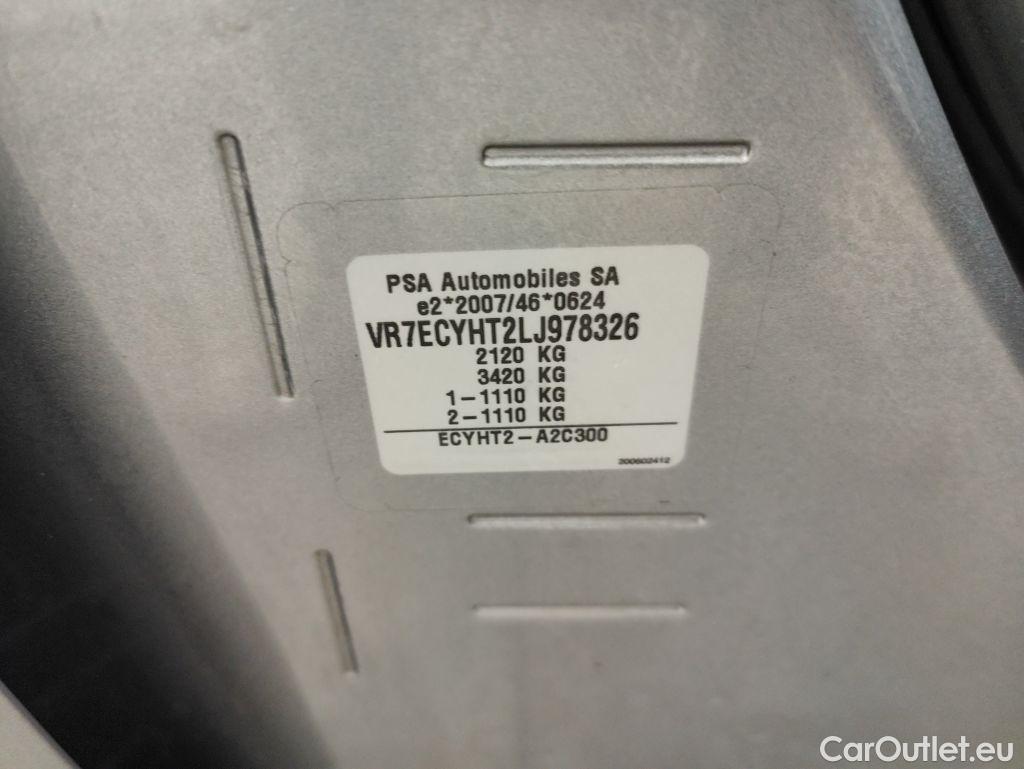 PSA Automobiles SA
e2*2007/46*0624
VR7ECYHT2LJ978326
2120 KG
3420 KG
1-1110 KG
2-1110 KG
ECYHT2-A2C300
200602412
CarOutlet.eu